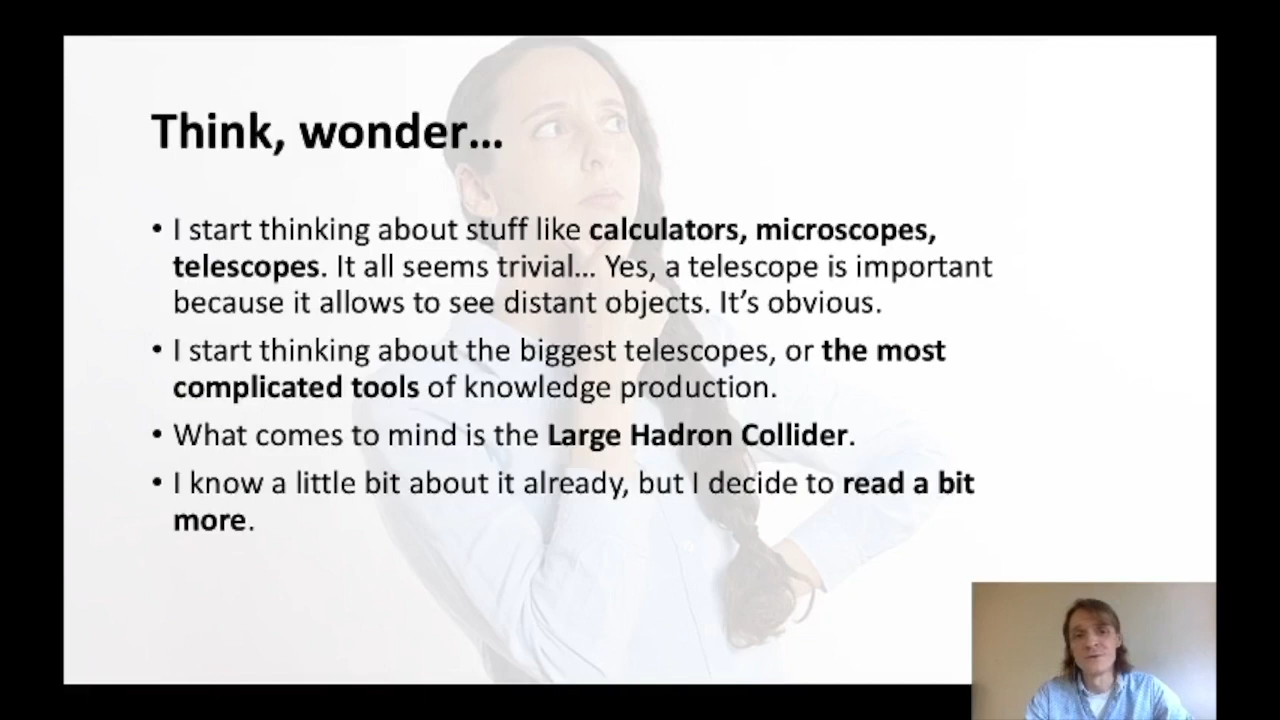 Think, wonder...
• I start thinking about stuff like calculators, microscopes,
telescopes. It all seems trivial... Yes, a telescope is important
because it allows to see distant objects. It’s obvious.
• I start thinking about the biggest telescopes, or the most
complicated tools of knowledge production.
• What comes to mind is the Large Hadron Collider.
• I know a little bit about it already, but I decide to read a bit
more.